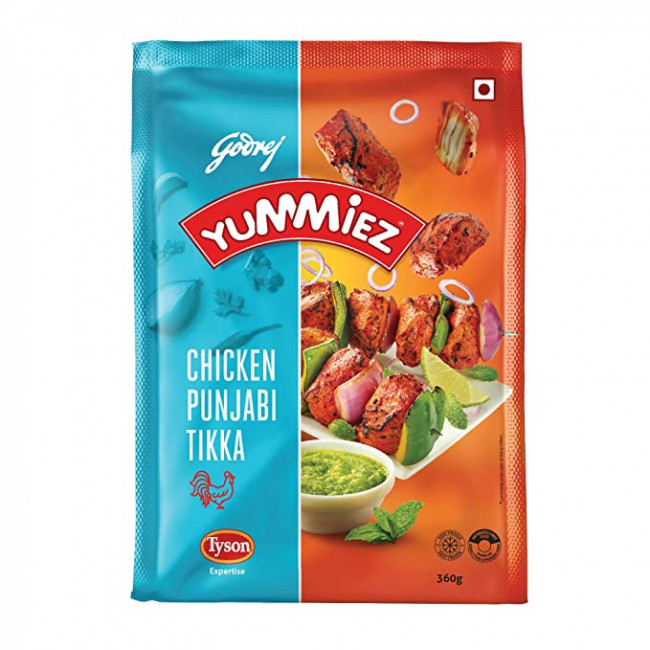 Godrej
YUMMiEZ
CHICKEN
PUNJABI
TIKKA
Tyson
Expertise
360g